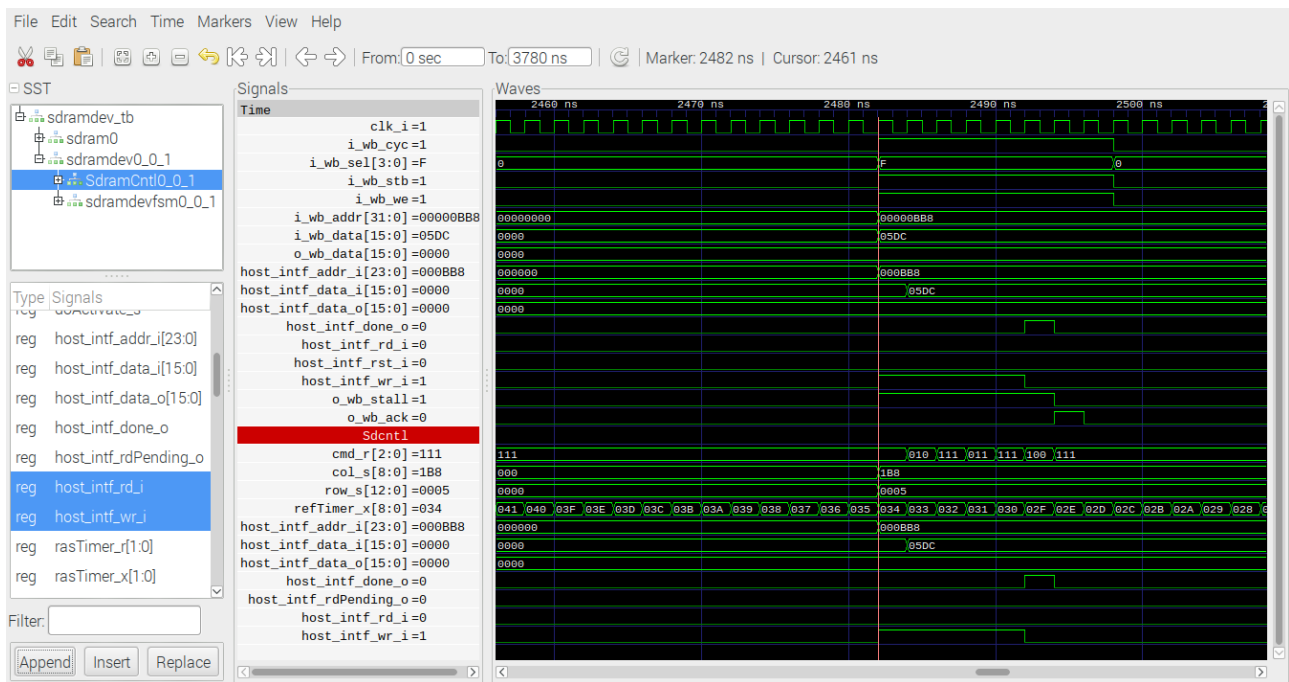 File Edit Search Time Markers View Help
From: 0 sec To: 3780 ns Marker: 2482 ns | Cursor: 2461 ns
SST
sdramdev_tb
sdram0
sdramdev0_0_1
SdramCntl0_0_1
sdramdevfsm0_0_1
Type Signals
reg doActivate_s
reg host_intf_addr_i[23:0]
reg host_intf_data_i[15:0]
reg host_intf_data_o[15:0]
reg host_intf_done_o
reg host_intf_rdPending_o
reg host_intf_rd_i
reg host_intf_wr_i
reg rasTimer_r[1:0]
reg rasTimer_x[1:0]
Filter:
Append Insert Replace
Signals
Time
clk_i=1
i_wb_cyc=1
i_wb_sel[3:0]=F
i_wb_stb=1
i_wb_we=1
i_wb_addr[31:0]=00000BB8
i_wb_data[15:0]=05DC
o_wb_data[15:0]=0000
host_intf_addr_i[23:0]=000BB8
host_intf_data_i[15:0]=0000
host_intf_data_o[15:0]=0000
host_intf_done_o=0
host_intf_rd_i=0
host_intf_rst_i=0
host_intf_wr_i=1
o_wb_stall=1
o_wb_ack=0
Sdcntl
cmd_r[2:0]=111
col_s[8:0]=1B8
row_s[12:0]=0005
refTimer_x[8:0]=034
host_intf_addr_i[23:0]=000BB8
host_intf_data_i[15:0]=0000
host_intf_data_o[15:0]=0000
host_intf_done_o=0
host_intf_rdPending_o=0
host_intf_rd_i=0
host_intf_wr_i=1
Waves
2460 ns 2470 ns 2480 ns 2490 ns 2500 ns 2
0 F 0
00000000 00000BB8
0000 05DC
0000
000000 000BB8
0000 05DC
0000
111 010 111 011 111 100 111
000 1B8
0000 0005
041 040 03F 03E 03D 03C 03B 03A 039 038 037 036 035 034 033 032 031 030 02F 02E 02D 02C 02B 02A 029 028 0
000000 000BB8
0000 05DC
0000